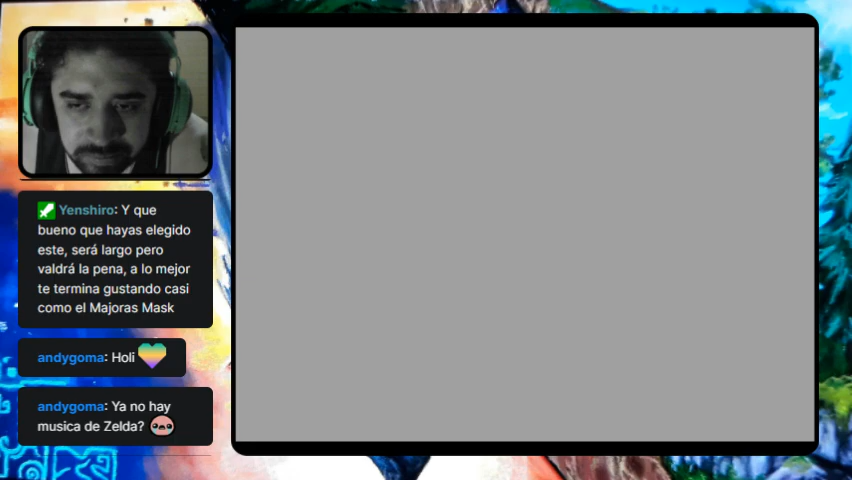 Yenshiro: Y que
bueno que hayas elegido
este, será largo pero
valdrá la pena, a lo mejor
te termina gustando casi
como el Majoras Mask
andygoma: Holi
andygoma: Ya no hay
musica de Zelda?